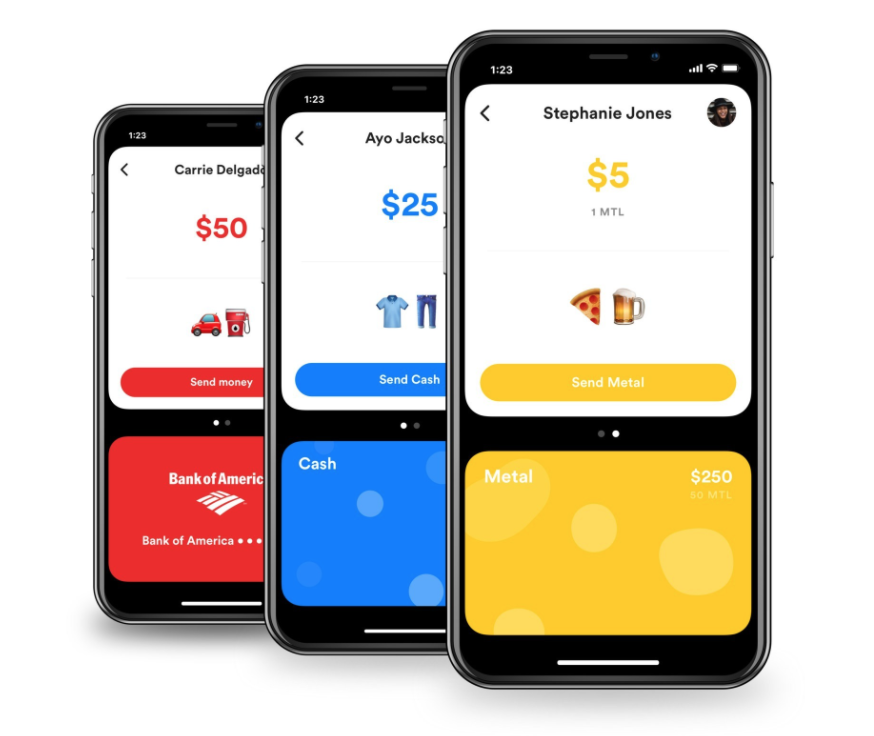 1:23
Carrie Delgado
$50
Send money
Bank of Americ
Bank of America
1:23
Ayo Jackso
$25
Send Cash
Cash
1:23
Stephanie Jones
$5
1 MTL
Send Metal
Metal
$250
50 MTL